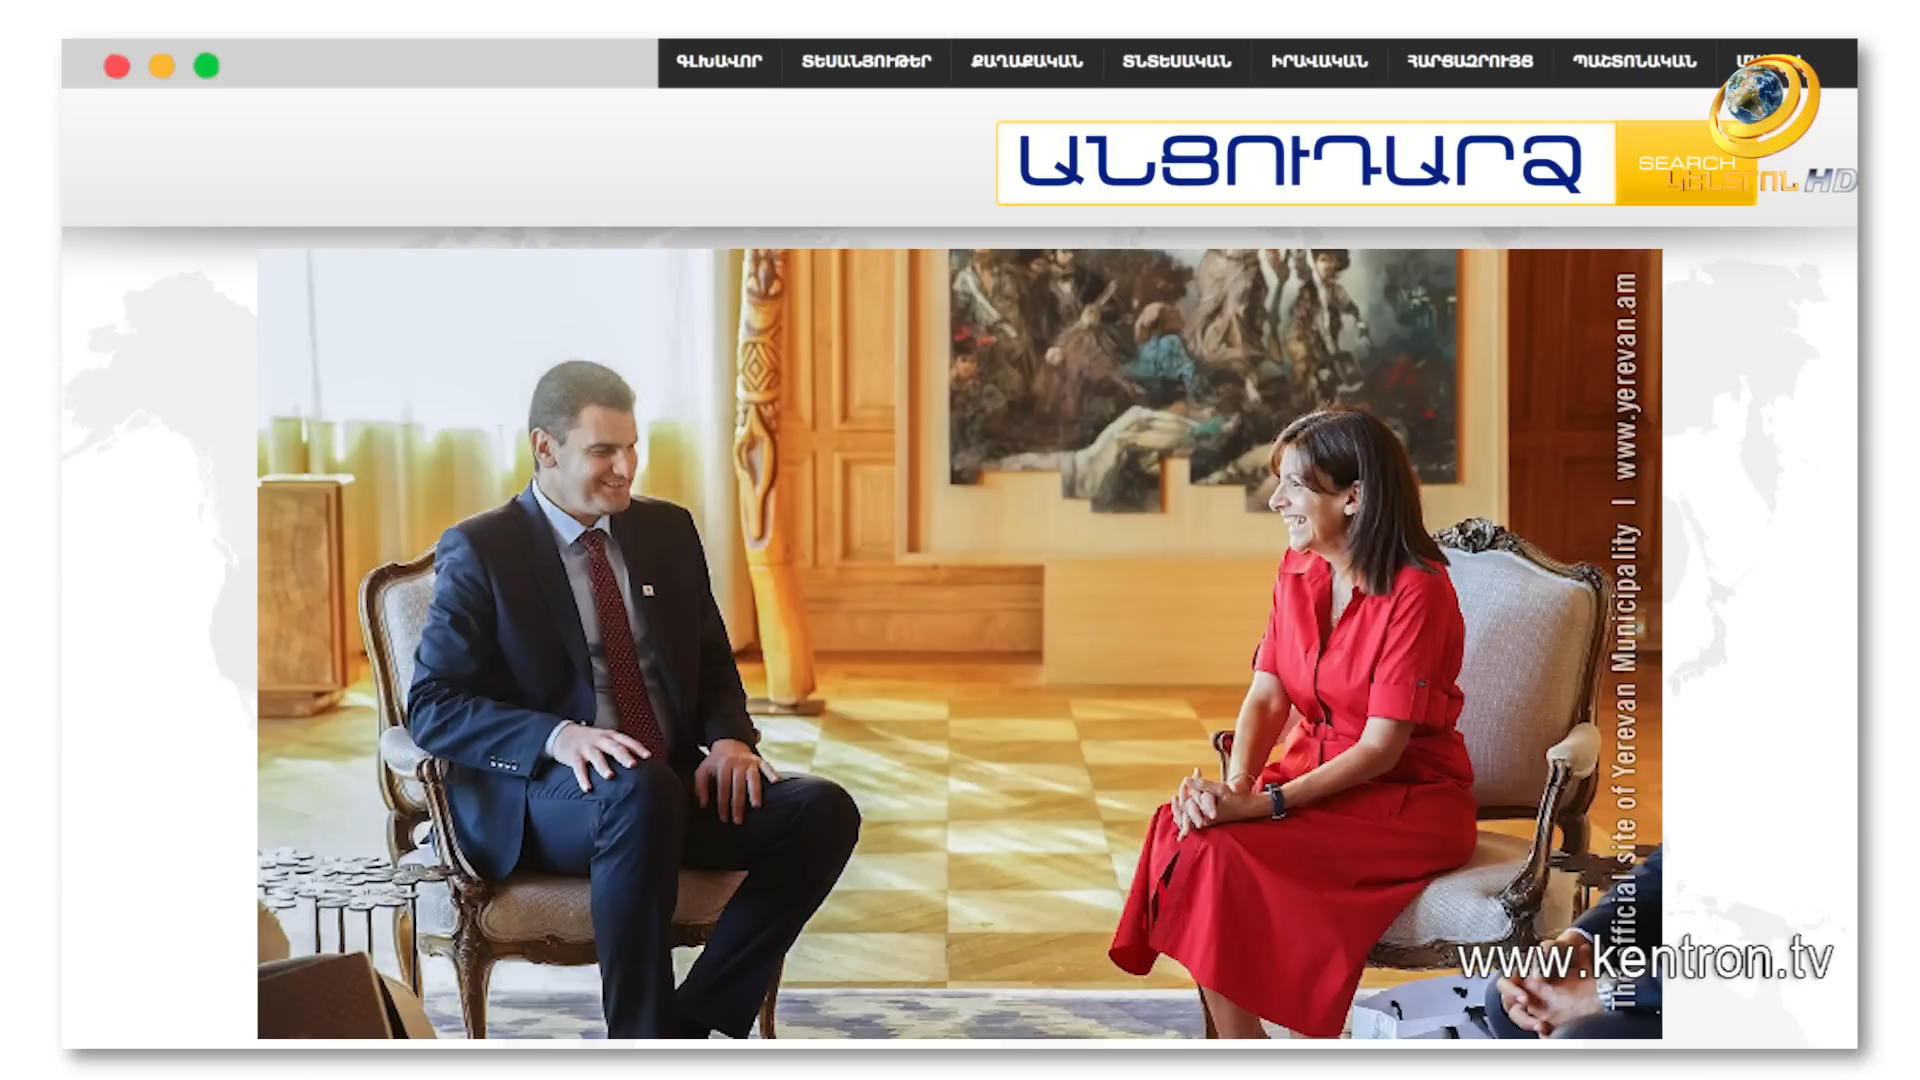 ԳԼԽԱՎՈՐ ՏԵՍԱՆՅՈՒԹԵՐ ՔԱՂԱՔԱԿԱՆ ՏՆՏԵՍԱԿԱՆ ԻՐԱՎԱԿԱՆ ՀԱՐՑԱԶՐՈՒՅՑ ՊԱՇՏՈՆԱԿԱՆ
ԱՆՑՈՒԴԱՐՁ
SEARCH
ԿԵՆՏՐՈՆ HD
The official site of Yerevan Municipality | www.yerevan.am
www.kentron.tv